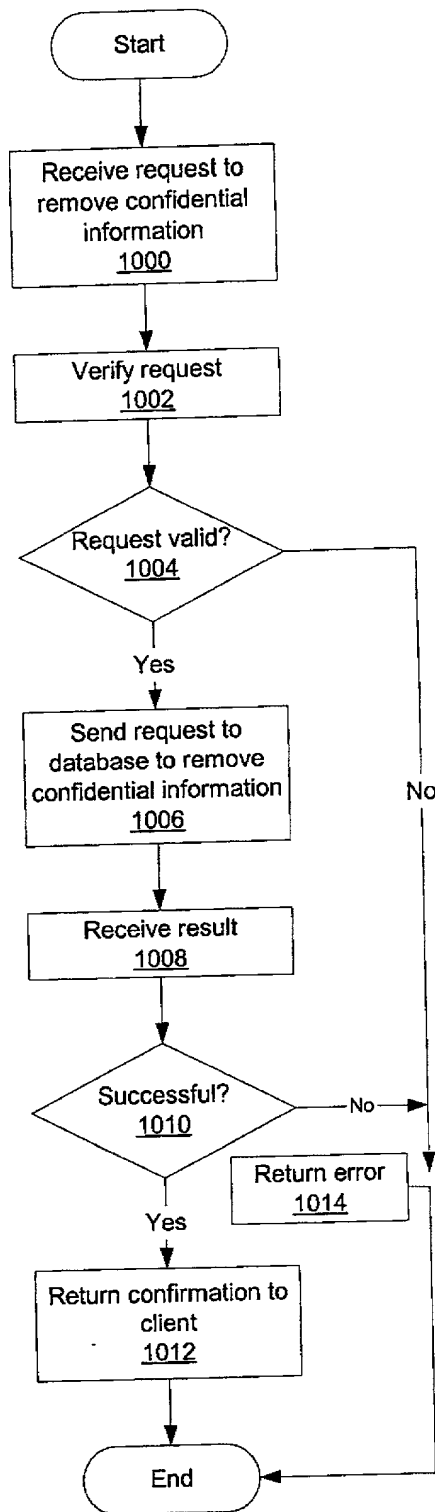 Start
Receive request to
remove confidential
information
1000
Verify request
1002
Request valid?
1004
Yes
Send request to
database to remove
confidential information
1006
No
Receive result
1008
Successful?
1010
No
Return error
1014
Yes
Return confirmation to
client
1012
End